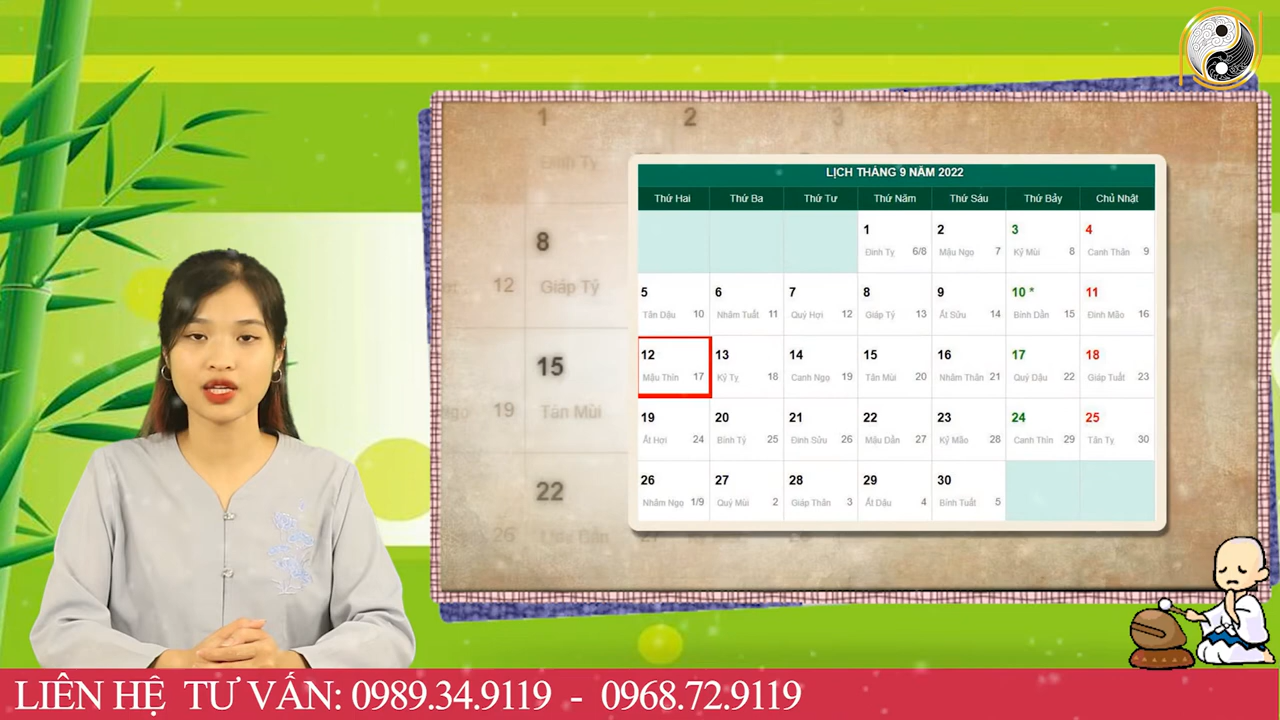 LỊCH THÁNG 9 NĂM 2022
Thứ Hai Thứ Ba Thứ Tư Thứ Năm Thứ Sáu Thứ Bảy Chủ Nhật
1 2 3 4
Đinh Tỵ 6/8 Mậu Ngọ 7 Kỷ Mùi 8 Canh Thân 9
5 6 7 8 9 10 * 11
Tân Dậu 10 Nhâm Tuất 11 Quý Hợi 12 Giáp Tý 13 Ất Sửu 14 Bính Dần 15 Đinh Mão 16
12 13 14 15 16 17 18
Mậu Thìn 17 Kỷ Tỵ 18 Canh Ngọ 19 Tân Mùi 20 Nhâm Thân 21 Quý Dậu 22 Giáp Tuất 23
19 20 21 22 23 24 25
Ất Hợi 24 Bính Tý 25 Đinh Sửu 26 Mậu Dần 27 Kỷ Mão 28 Canh Thìn 29 Tân Tỵ 30
26 27 28 29 30
Nhâm Ngọ 1/9 Quý Mùi 2 Giáp Thân 3 Ất Dậu 4 Bính Tuất 5
1 2 3
Đinh Tỵ
8
12 Giáp Tý
15
19 Tân Mùi
22
26
LIÊN HỆ TƯ VẤN: 0989.34.9119 - 0968.72.9119